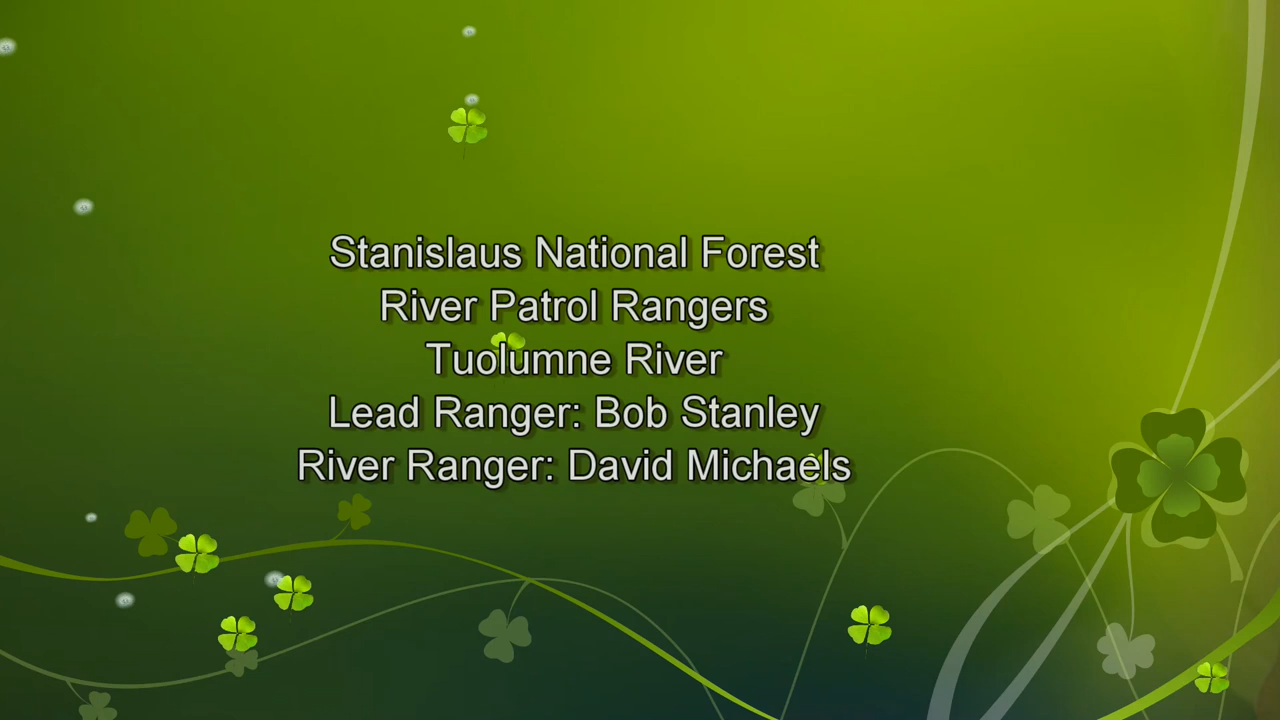 Stanislaus National Forest
River Patrol Rangers
Tuolumne River
Lead Ranger: Bob Stanley
River Ranger: David Michaels